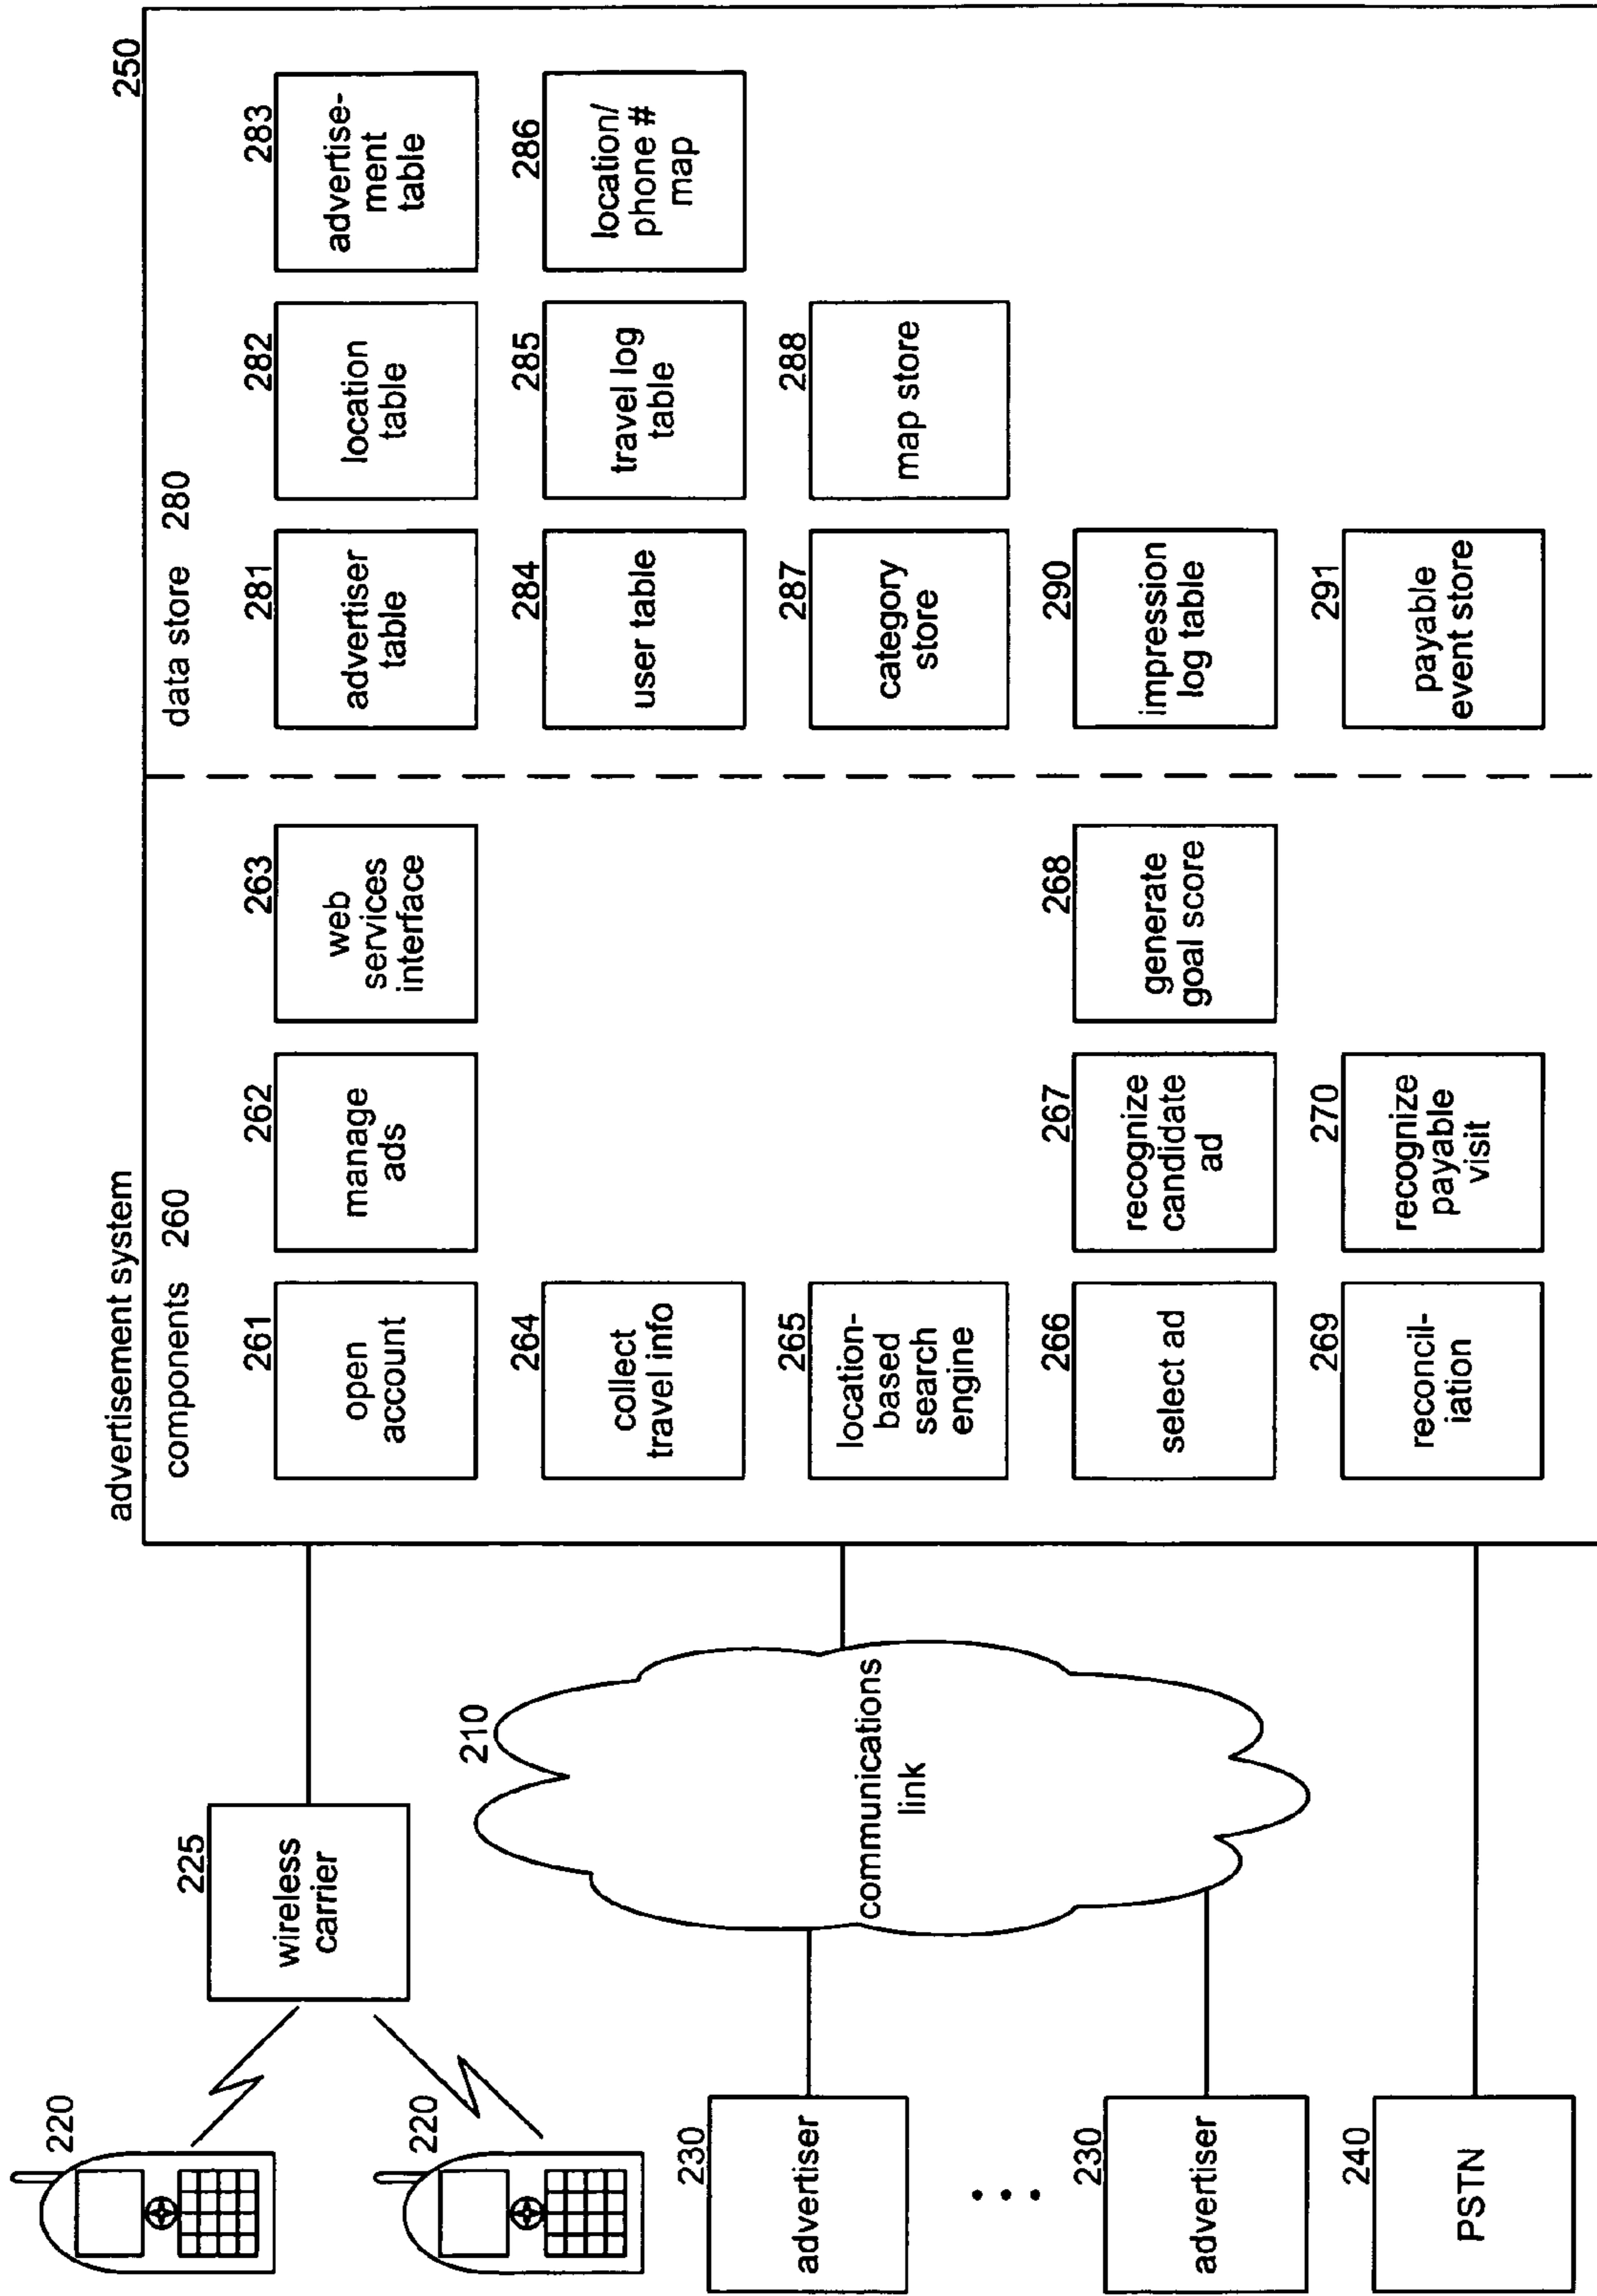 220
220
225
wireless
carrier
230
advertiser
230
advertiser
240
PSTN
210
communications
link
advertisement system
250
components 260
261
open
account
262
manage
ads
263
web
services
interface
264
collect
travel info
265
location-
based
search
engine
266
select ad
267
recognize
candidate
ad
268
generate
goal score
269
reconcil-
iation
270
recognize
payable
visit
data store 280
281
advertiser
table
282
location
table
283
advertise-
ment
table
284
user table
285
travel log
table
286
location/
phone #
map
287
category
store
288
map store
290
impression
log table
291
payable
event store